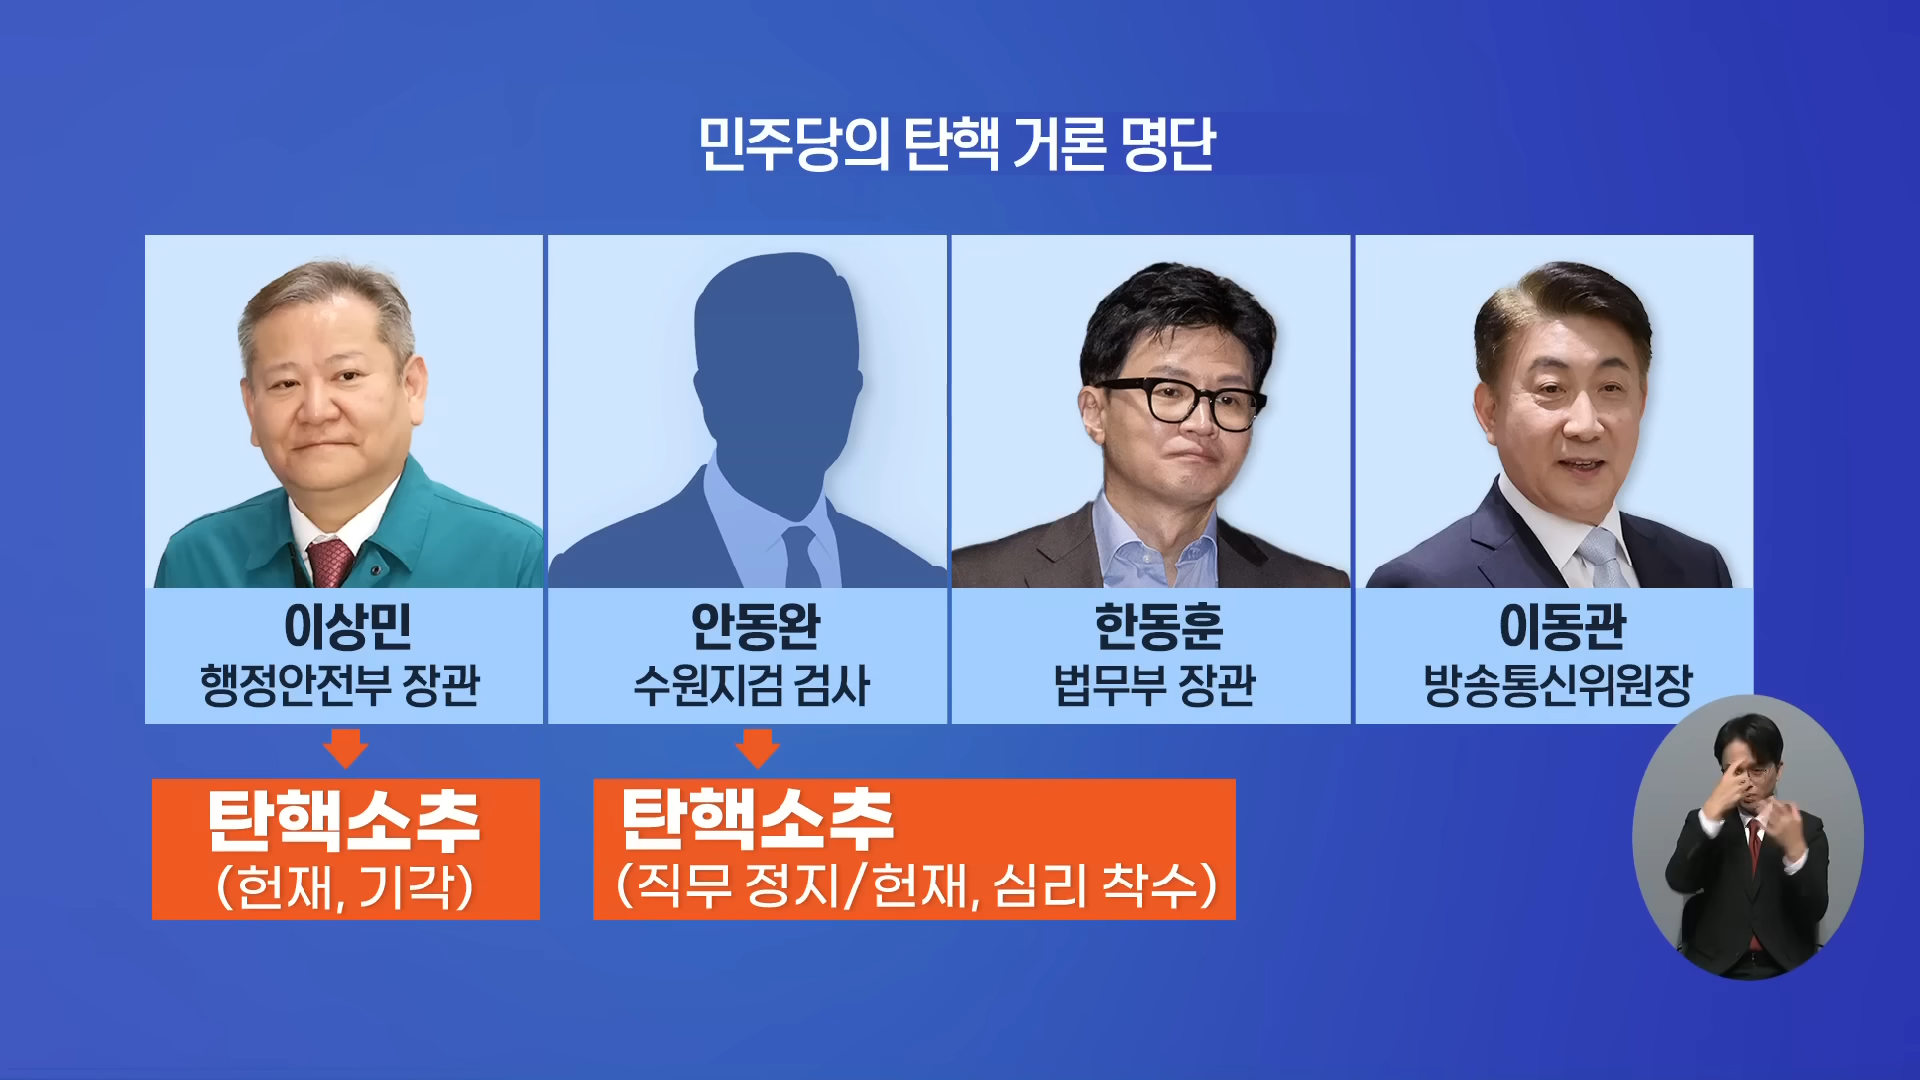 민주당의 탄핵 거론 명단
이상민
행정안전부 장관
안동완
수원지검 검사
한동훈
법무부 장관
이동관
방송통신위원장
탄핵소추
(헌재, 기각)
탄핵소추
(직무 정지/헌재, 심리 착수)